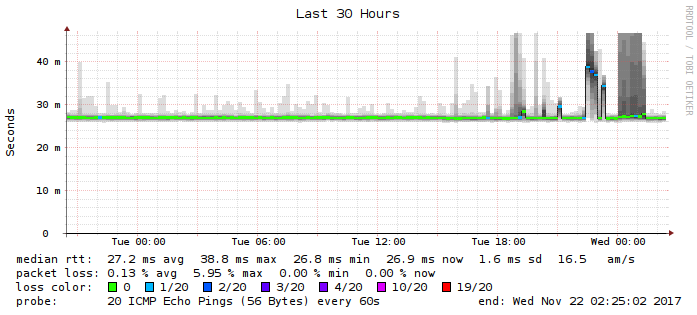 Last 30 Hours
RRDTOOL / TOBI OETIKER
Seconds
40 m
30 m
20 m
10 m
0
Tue 00:00 Tue 06:00 Tue 12:00 Tue 18:00 Wed 00:00
median rtt: 27.2 ms avg 38.8 ms max 26.8 ms min 26.9 ms now 1.6 ms sd 16.5 am/s
packet loss: 0.13 % avg 5.95 % max 0.00 % min 0.00 % now
loss color: 0 1/20 2/20 3/20 4/20 10/20 19/20
probe: 20 ICMP Echo Pings (56 Bytes) every 60s end: Wed Nov 22 02:25:02 2017